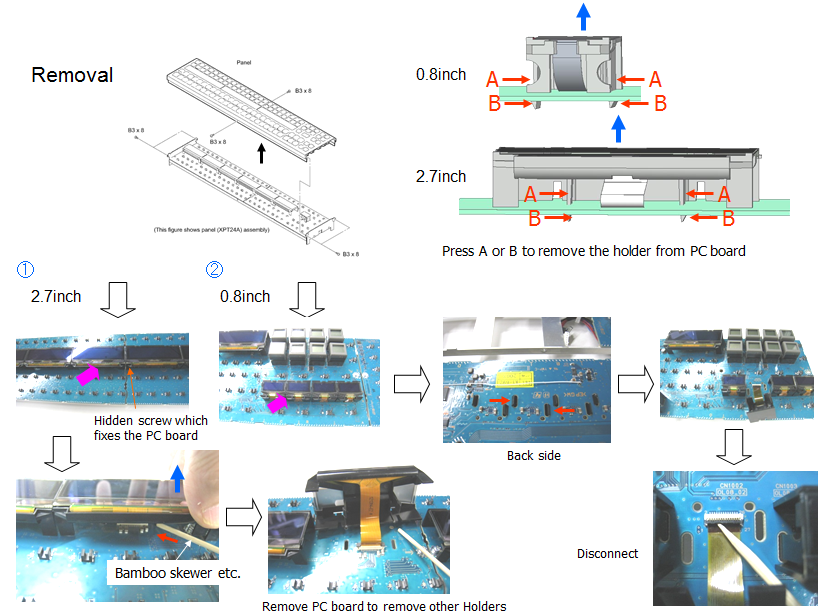 Removal
Panel
B3 x 8
B3 x 8
B3 x 8
B3 x 8
(This figure shows panel (XPT24A) assembly)
0.8inch
A
A
B
B
2.7inch
A
A
B
B
Press A or B to remove the holder from PC board
①
2.7inch
②
0.8inch
Hidden screw which
fixes the PC board
Back side
Bamboo skewer etc.
Remove PC board to remove other Holders
Disconnect
CN1002